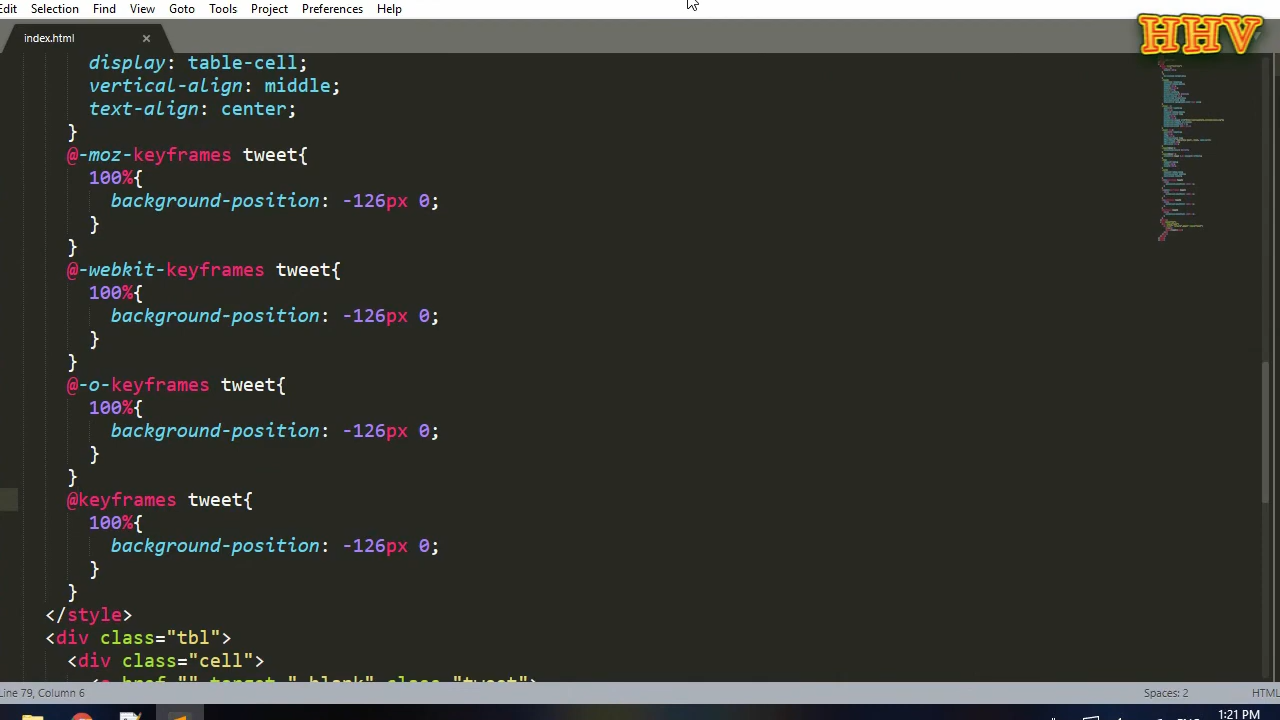 Edit Selection Find View Goto Tools Project Preferences Help
index.html ×
HHV
display: table-cell;
vertical-align: middle;
text-align: center;
}
@-moz-keyframes tweet{
100%{
background-position: -126px 0;
}
}
@-webkit-keyframes tweet{
100%{
background-position: -126px 0;
}
}
@-o-keyframes tweet{
100%{
background-position: -126px 0;
}
}
@keyframes tweet{
100%{
background-position: -126px 0;
}
}
</style>
<div class="tbl">
<div class="cell">
Line 79, Column 6 Spaces: 2 HTML
1:21 PM